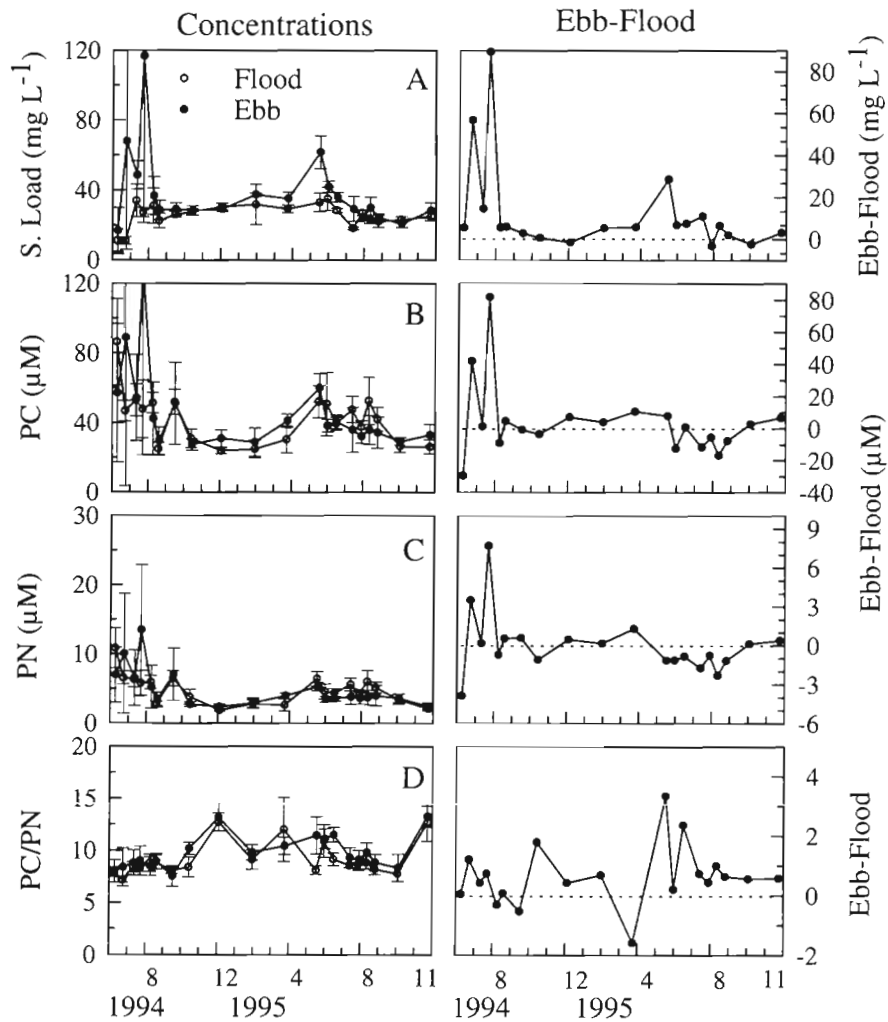 Concentrations
Ebb-Flood
S. Load (mg L⁻¹)
120
80
40
0
Flood
Ebb
A
80
60
40
20
0
Ebb-Flood (mg L⁻¹)
PC (µM)
120
80
40
0
B
80
60
40
20
0
-20
-40
Ebb-Flood (µM)
PN (µM)
30
20
10
0
C
9
6
3
0
-3
-6
PC/PN
20
15
10
5
0
D
4
2
0
-2
Ebb-Flood
8 12 4 8 11
1994 1995
8 12 4 8 11
1994 1995